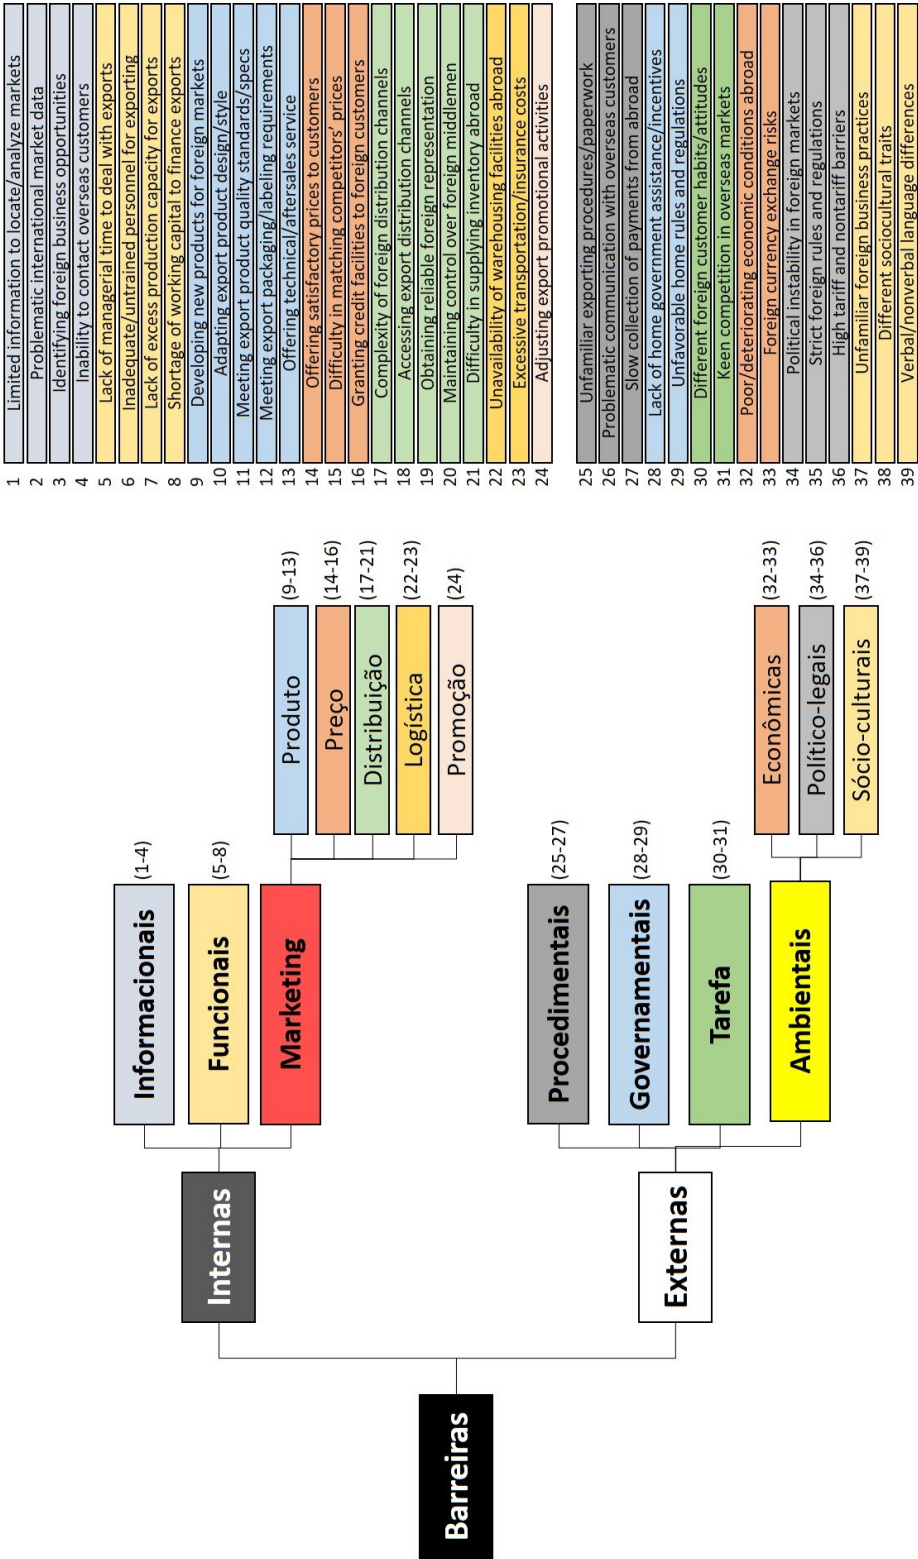 Barreiras
Internas
Externas
Informacionais
(1-4)
Funcionais
(5-8)
Marketing
Produto
(9-13)
Preço
(14-16)
Distribuição
(17-21)
Logística
(22-23)
Promoção
(24)
Procedimentais
(25-27)
Governamentais
(28-29)
Tarefa
(30-31)
Ambientais
Econômicas
(32-33)
Político-legais
(34-36)
Sócio-culturais
(37-39)
1 Limited information to locate/analyze markets
2 Problematic international market data
3 Identifying foreign business opportunities
4 Inability to contact overseas customers
5 Lack of managerial time to deal with exports
6 Inadequate/untrained personnel for exporting
7 Lack of excess production capacity for exports
8 Shortage of working capital to finance exports
9 Developing new products for foreign markets
10 Adapting export product design/style
11 Meeting export product quality standards/specs
12 Meeting export packaging/labeling requirements
13 Offering technical/aftersales service
14 Offering satisfactory prices to customers
15 Difficulty in matching competitors’ prices
16 Granting credit facilities to foreign customers
17 Complexity of foreign distribution channels
18 Accessing export distribution channels
19 Obtaining reliable foreign representation
20 Maintaining control over foreign middlemen
21 Difficulty in supplying inventory abroad
22 Unavailability of warehousing facilities abroad
23 Excessive transportation/insurance costs
24 Adjusting export promotional activities
25 Unfamiliar exporting procedures/paperwork
26 Problematic communication with overseas customers
27 Slow collection of payments from abroad
28 Lack of home government assistance/incentives
29 Unfavorable home rules and regulations
30 Different foreign customer habits/attitudes
31 Keen competition in overseas markets
32 Poor/deteriorating economic conditions abroad
33 Foreign currency exchange risks
34 Political instability in foreign markets
35 Strict foreign rules and regulations
36 High tariff and nontariff barriers
37 Unfamiliar foreign business practices
38 Different sociocultural traits
39 Verbal/nonverbal language differences